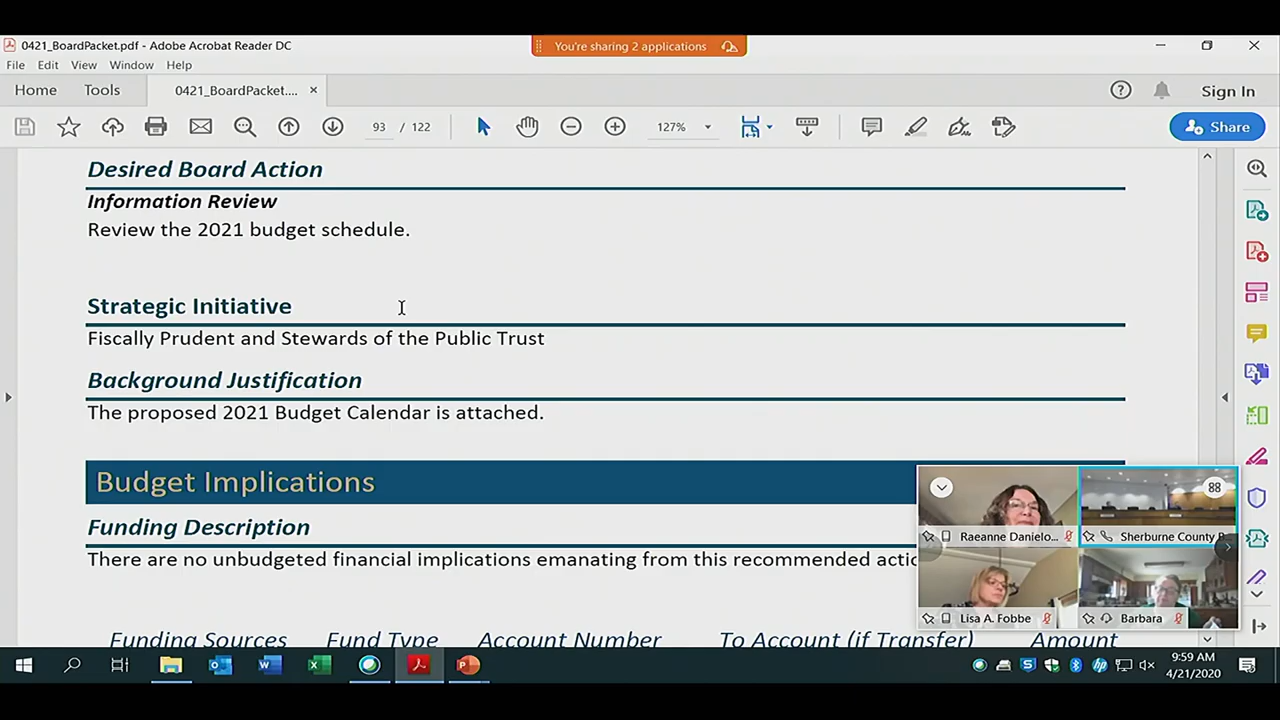 0421_BoardPacket.pdf - Adobe Acrobat Reader DC
You're sharing 2 applications
File Edit View Window Help
Home Tools 0421_BoardPacket.... × Sign In
93 / 122 127% Share
Desired Board Action
Information Review
Review the 2021 budget schedule.
Strategic Initiative
Fiscally Prudent and Stewards of the Public Trust
Background Justification
The proposed 2021 Budget Calendar is attached.
Budget Implications
Funding Description
There are no unbudgeted financial implications emanating from this recommended
88
Raeanne Danielo... Sherburne County
Lisa A. Fobbe Barbara
Funding Sources Fund Type Account Number To Account (if Transfer) Amount
9:59 AM
4/21/2020